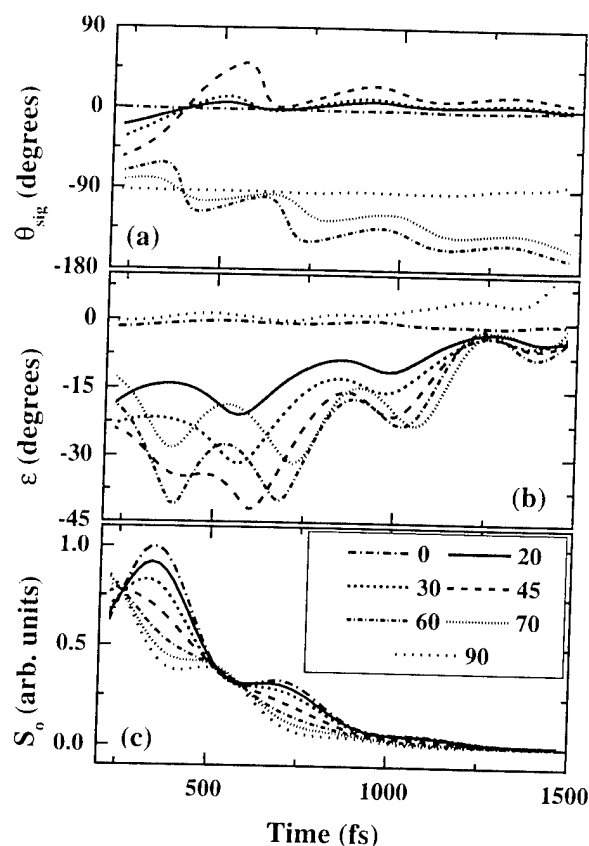 90
0
-90
-180
θsig (degrees)
(a)
0
-15
-30
-45
ε (degrees)
(b)
1.0
0.5
0.0
So (arb. units)
(c)
0 20
30 45
60 70
90
500 1000 1500
Time (fs)